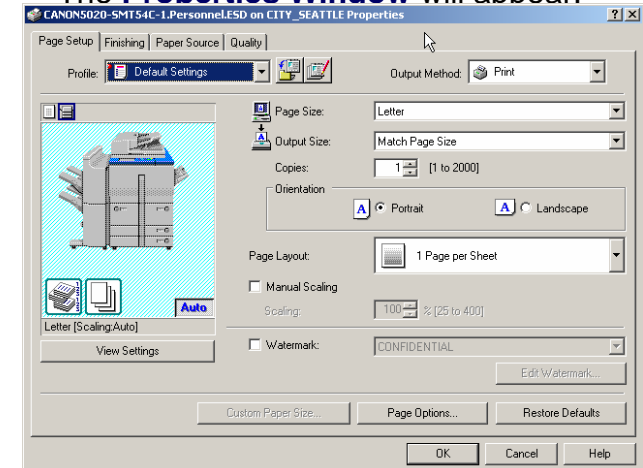 The Properties Window will appear.
CANON5020-5MT54C-1.Personnel.ESD on CITY_SEATTLE Properties
Page Setup Finishing Paper Source Quality
Profile: Default Settings Output Method: Print
Page Size: Letter
Output Size: Match Page Size
Copies: 1 [1 to 2000]
Orientation
A Portrait A Landscape
Page Layout: 1 Page per Sheet
Manual Scaling
Scaling: 100 % [25 to 400]
Auto
Letter [Scaling:Auto]
View Settings
Watermark: CONFIDENTIAL
Edit Watermark...
Custom Paper Size... Page Options... Restore Defaults
OK Cancel Help